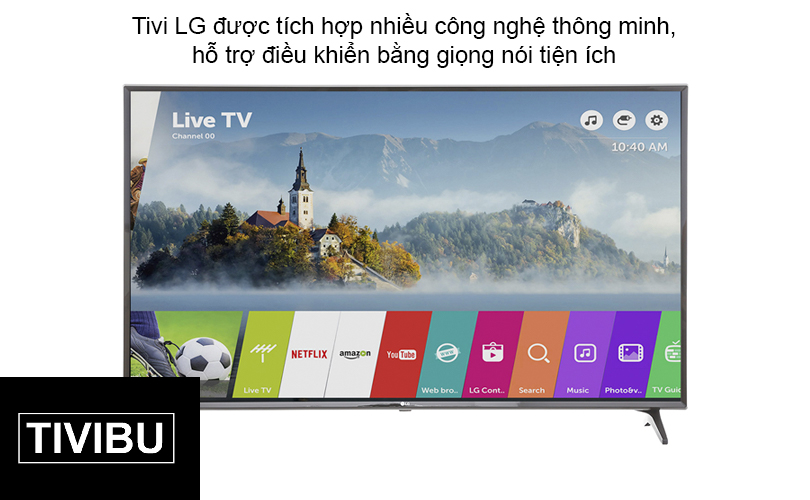 Tivi LG được tích hợp nhiều công nghệ thông minh,
hỗ trợ điều khiển bằng giọng nói tiện ích
Live TV
Channel 00
10:40 AM
Live TV
NETFLIX
amazon
YouTube
Web bro..
LG Cont..
Search
Music
Photo&v..
TV Guid
LG
TIVIBU